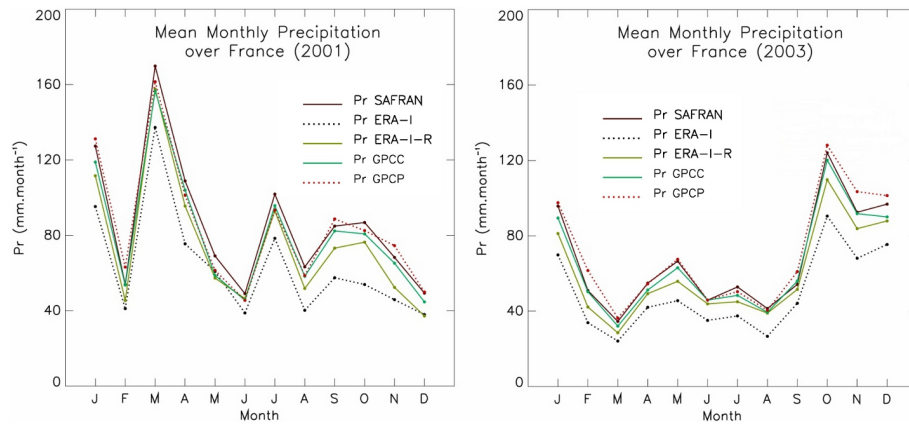 Mean Monthly Precipitation
over France (2001)
Pr (mm.month⁻¹)
200
160
120
80
40
0
Pr SAFRAN
Pr ERA-I
Pr ERA-I-R
Pr GPCC
Pr GPCP
J F M A M J J A S O N D
Month
Mean Monthly Precipitation
over France (2003)
Pr (mm.month⁻¹)
200
160
120
80
40
0
Pr SAFRAN
Pr ERA-I
Pr ERA-I-R
Pr GPCC
Pr GPCP
J F M A M J I A S O N D
Month